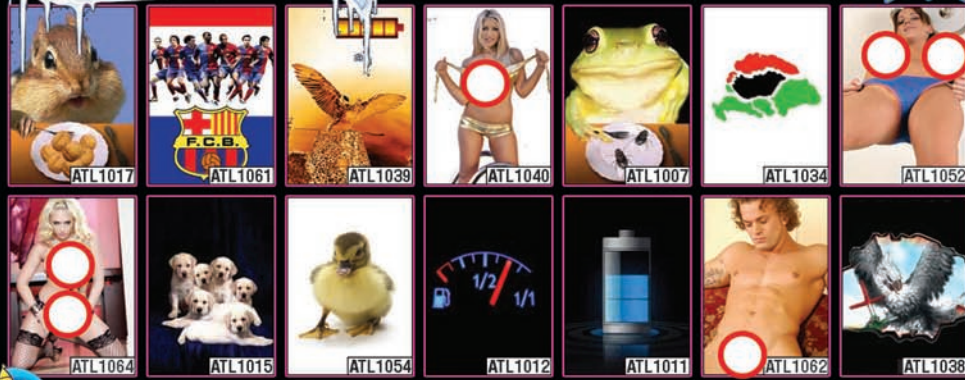 F.C.B.
ATL1017
ATL1061
ATL1039
ATL1040
ATL1007
ATL1034
ATL1052
1/2
1/1
ATL1064
ATL1015
ATL1054
ATL1012
ATL1011
ATL1062
ATL1038